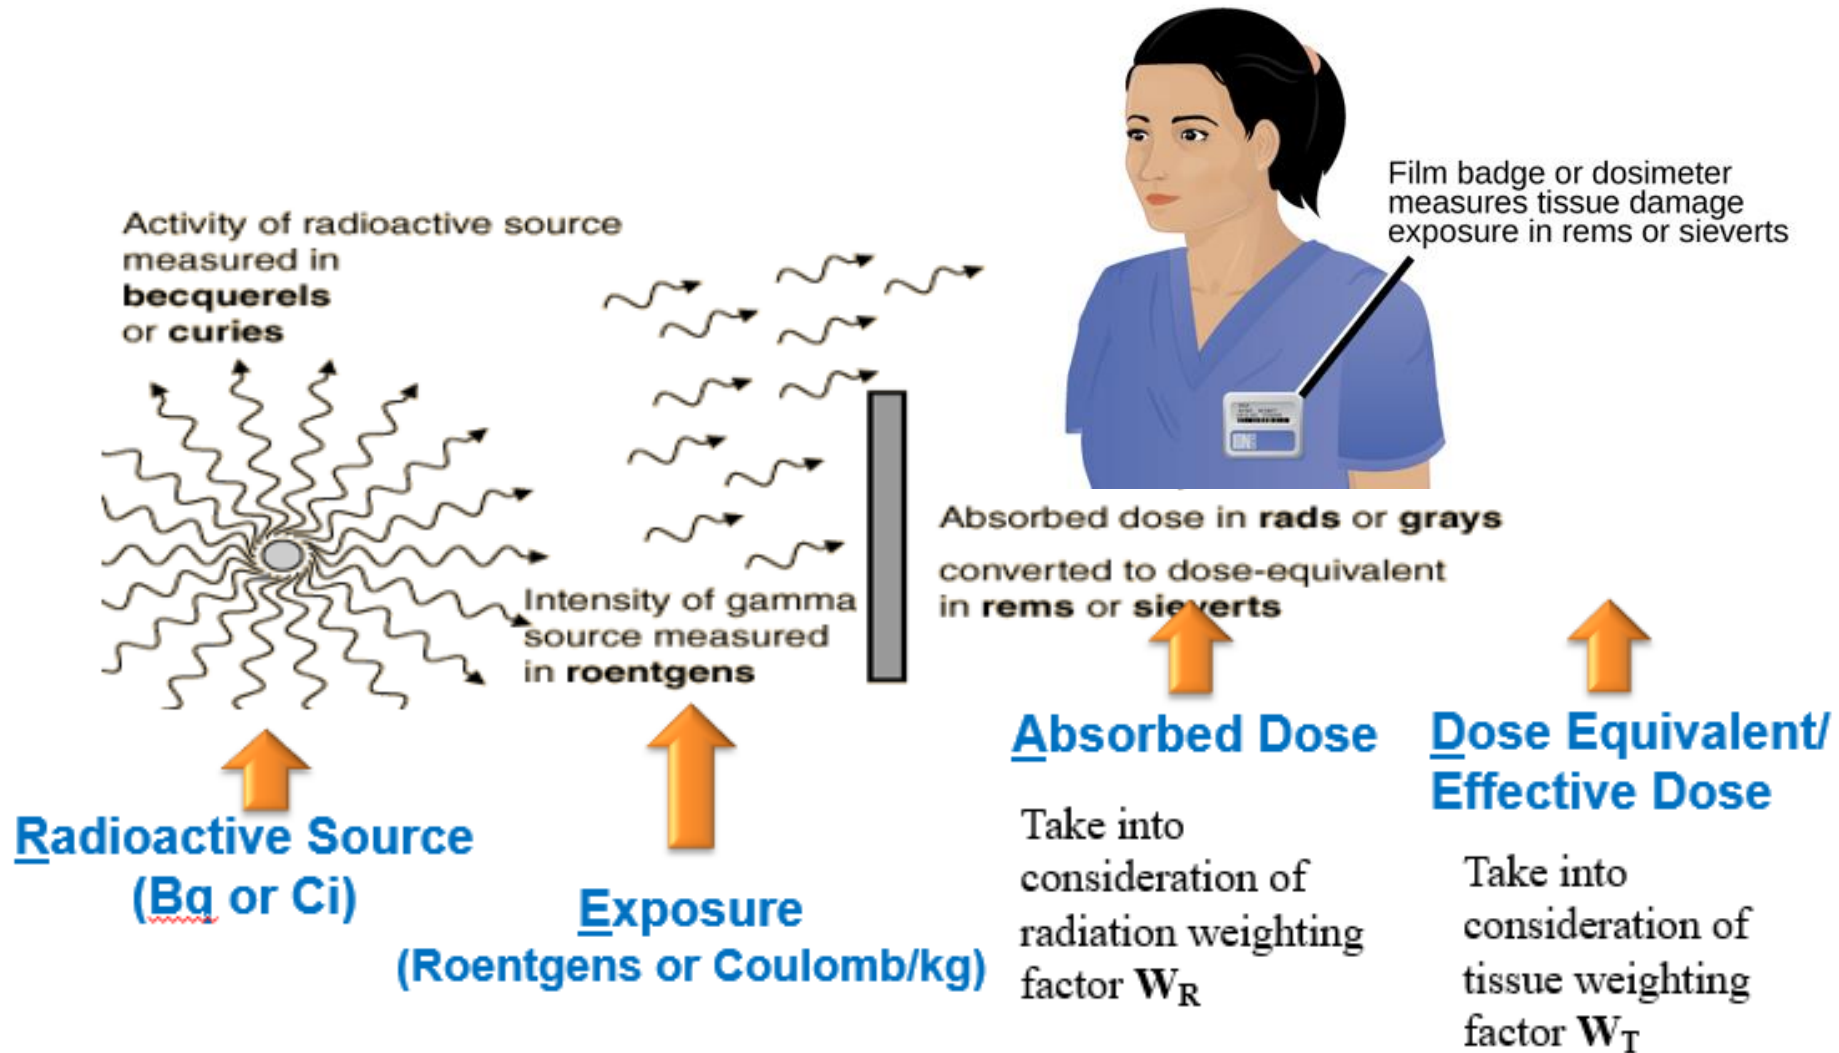 Activity of radioactive source
measured in
becquerels
or curies
Film badge or dosimeter
measures tissue damage
exposure in rems or sieverts
Intensity of gamma
source measured
in roentgens
Absorbed dose in rads or grays
converted to dose-equivalent
in rems or sieverts
Radioactive Source
(Bq or Ci)
Exposure
(Roentgens or Coulomb/kg)
Absorbed Dose
Take into
consideration of
radiation weighting
factor WR
Dose Equivalent/
Effective Dose
Take into
consideration of
tissue weighting
factor WT